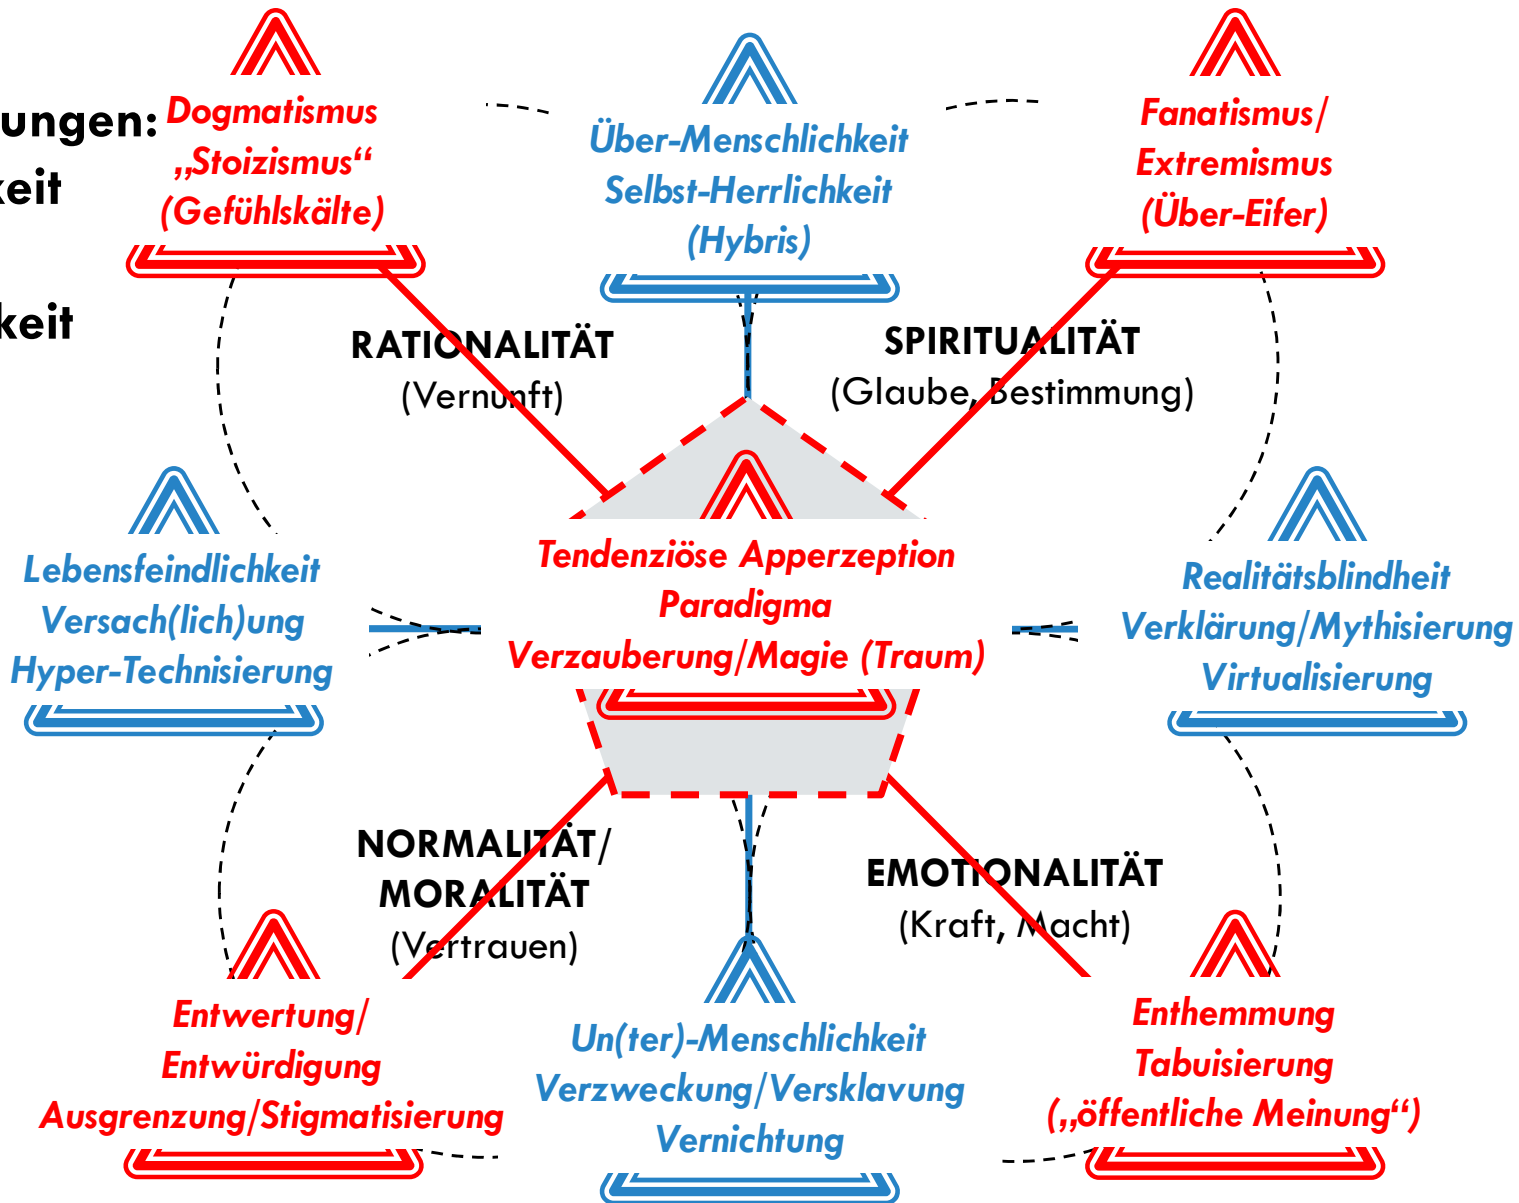 ungen:
keit
keit
Dogmatismus
„Stoizismus“
(Gefühlskälte)
Über-Menschlichkeit
Selbst-Herrlichkeit
(Hybris)
Fanatismus/
Extremismus
(Über-Eifer)
RATIONALITÄT
(Vernunft)
SPIRITUALITÄT
(Glaube, Bestimmung)
Lebensfeindlichkeit
Versach(lich)ung
Hyper-Technisierung
Tendenziöse Apperzeption
Paradigma
Verzauberung/Magie (Traum)
Realitätsblindheit
Verklärung/Mythisierung
Virtualisierung
NORMALITÄT/
MORALITÄT
(Vertrauen)
EMOTIONALITÄT
(Kraft, Macht)
Entwertung/
Entwürdigung
Ausgrenzung/Stigmatisierung
Un(ter)-Menschlichkeit
Verzweckung/Versklavung
Vernichtung
Enthemmung
Tabuisierung
(„öffentliche Meinung“)